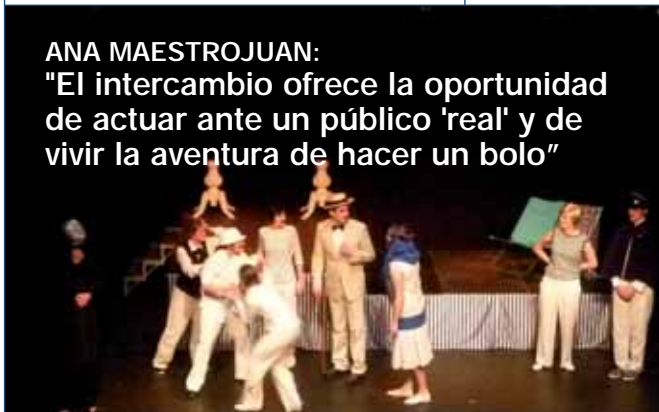 ANA MAESTROJUAN:
"El intercambio ofrece la oportunidad
de actuar ante un público 'real' y de
vivir la aventura de hacer un bolo”